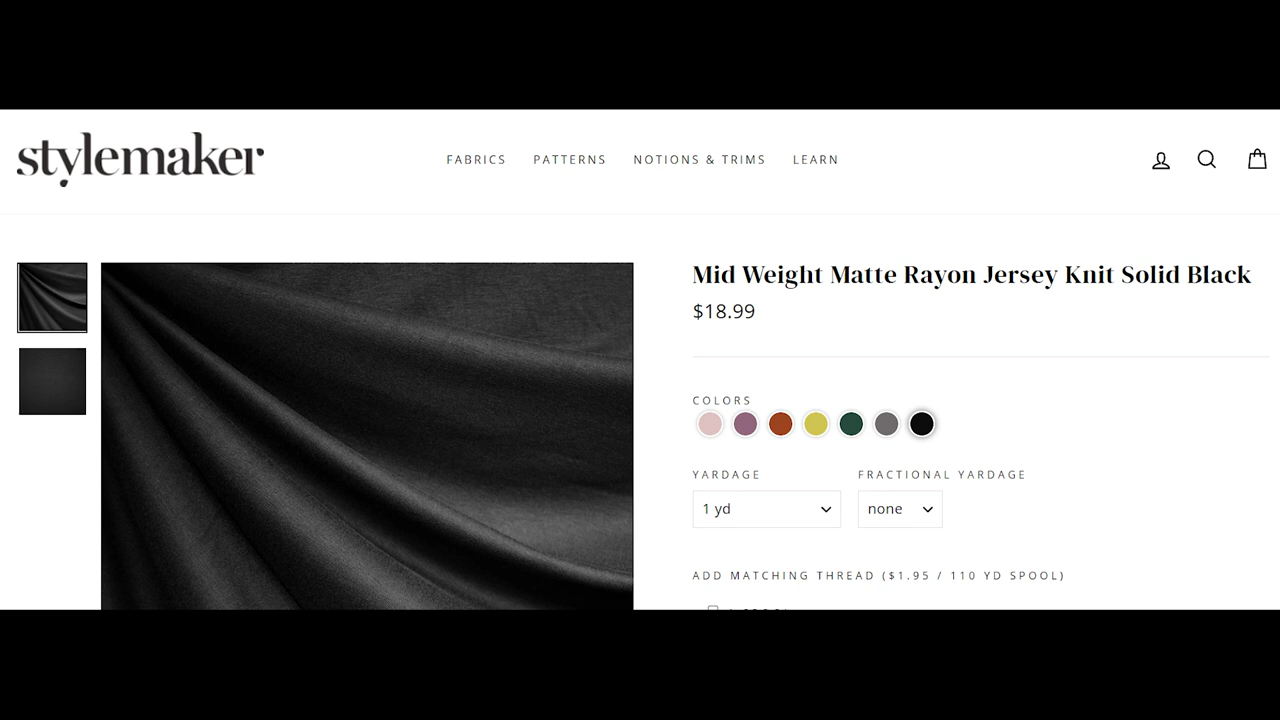 stylemaker
FABRICS PATTERNS NOTIONS & TRIMS LEARN
Mid Weight Matte Rayon Jersey Knit Solid Black
$18.99
COLORS
YARDAGE FRACTIONAL YARDAGE
1 yd none
ADD MATCHING THREAD ($1.95 / 110 YD SPOOL)